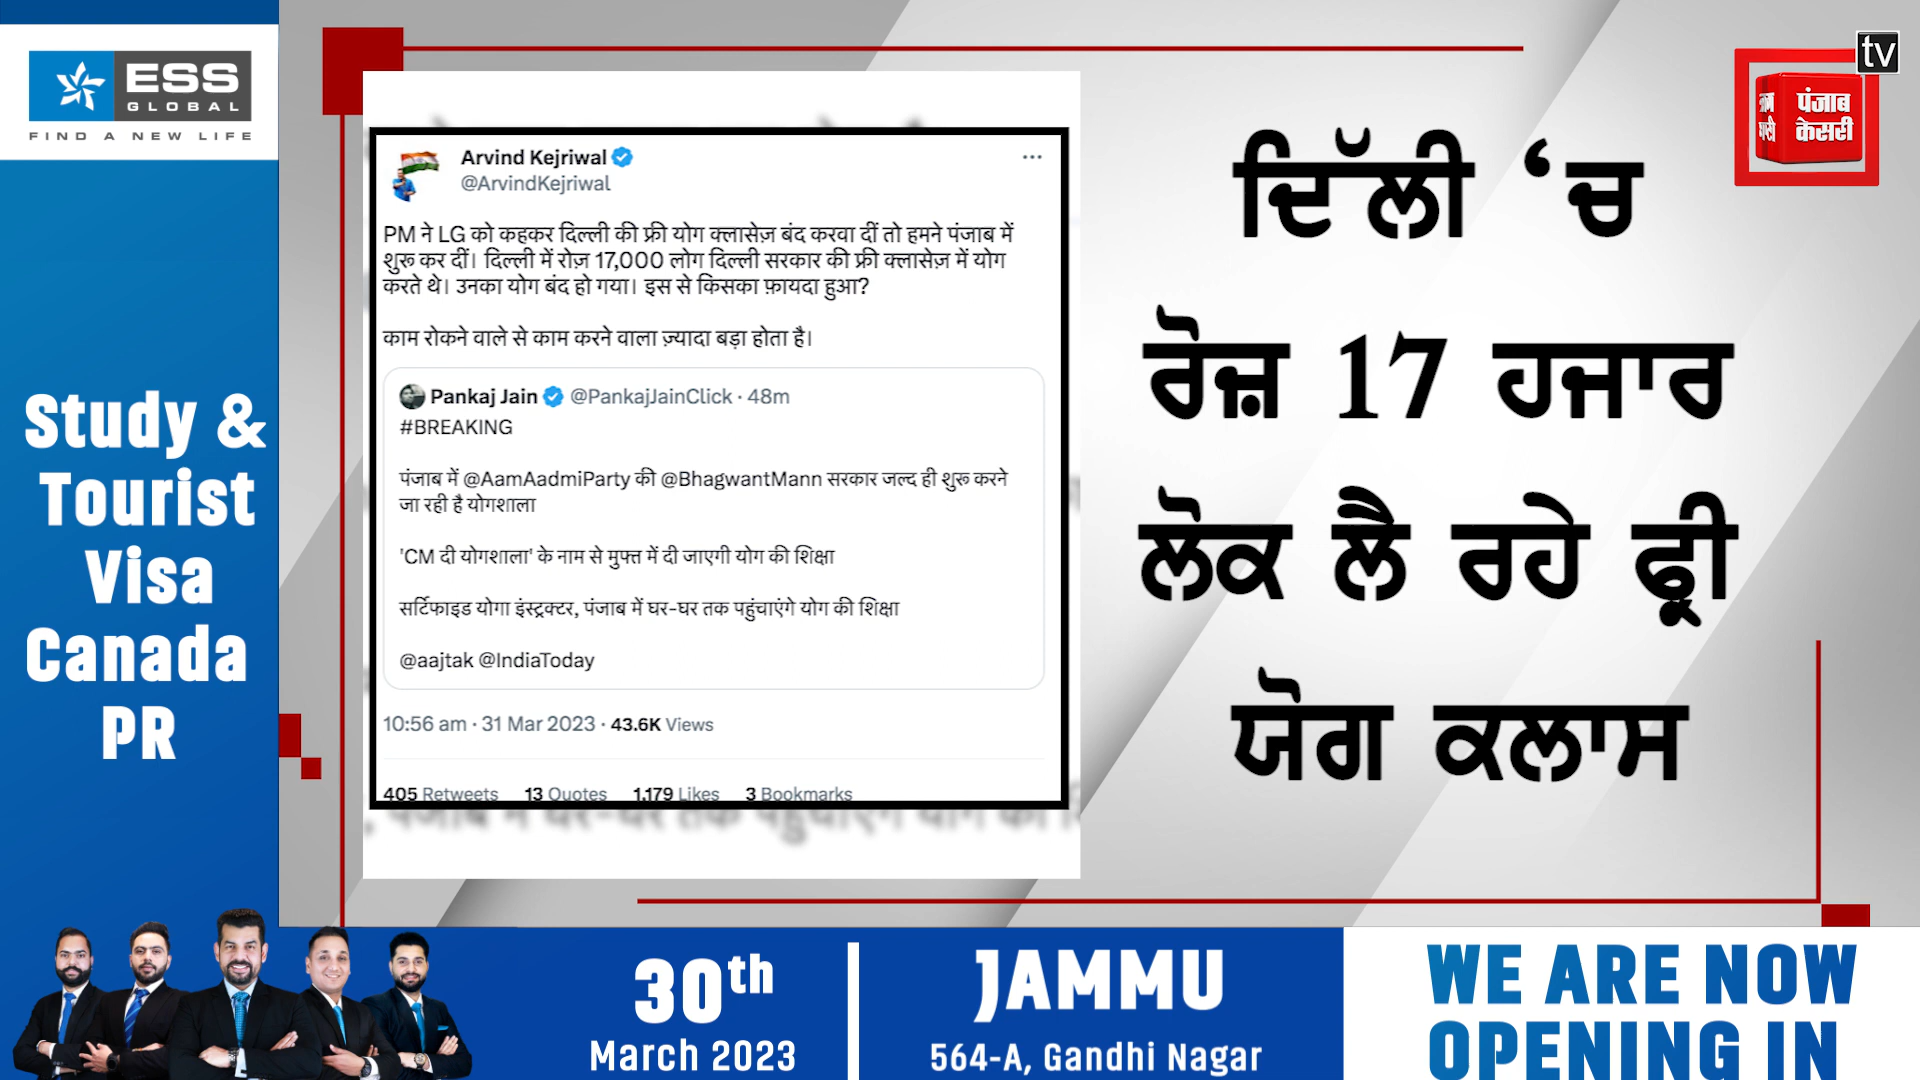 ESS
GLOBAL
FIND A NEW LIFE
Study &
Tourist
Visa
Canada
PR
Arvind Kejriwal
@ArvindKejriwal
PM ने LG को कहकर दिल्ली की फ्री योग क्लासेज़ बंद करवा दीं तो हमने पंजाब में
शुरू कर दीं। दिल्ली में रोज़ 17,000 लोग दिल्ली सरकार की फ्री क्लासेज़ में योग
करते थे। उनका योग बंद हो गया। इस से किसका फ़ायदा हुआ?
काम रोकने वाले से काम करने वाला ज़्यादा बड़ा होता है।
Pankaj Jain @PankajJainClick · 48m
#BREAKING
पंजाब में @AamAadmiParty की @BhagwantMann सरकार जल्द ही शुरू करने
जा रही है योगशाला
'CM दी योगशाला' के नाम से मुफ्त में दी जाएगी योग की शिक्षा
सर्टिफाइड योगा इंस्ट्रक्टर, पंजाब में घर-घर तक पहुंचाएंगे योग की शिक्षा
@aajtak @IndiaToday
10:56 am · 31 Mar 2023 · 43.6K Views
405 Retweets 13 Quotes 1,179 Likes 3 Bookmarks
ਦਿੱਲੀ ‘ਚ
ਰੋਜ਼ 17 ਹਜਾਰ
ਲੋਕ ਲੈ ਰਹੇ ਫ੍ਰੀ
ਯੋਗ ਕਲਾਸ
tv
पंजाब
केसरी
30th
March 2023
JAMMU
564-A, Gandhi Nagar
WE ARE NOW
OPENING IN